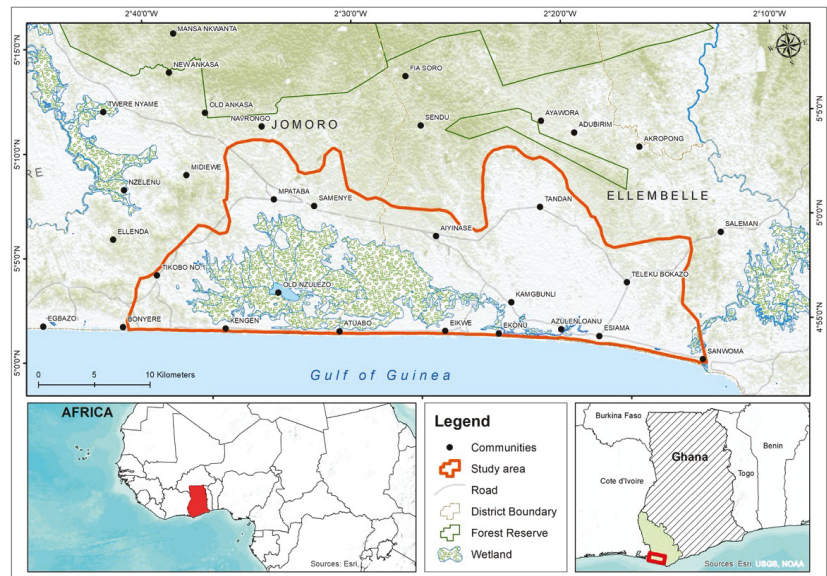 2°40'0"W
2°30'0"W
2°20'0"W
2°10'0"W
MANSA NKWANTA
5°15'0"N
N
W
E
S
NEW ANKASA
FIA SORO
TWERE NYAME
OLD ANKASA
AYAWORA
5°5'0"N
NAVRONGO
JOMORO
SENDU
ADUBIRIM
AKROPONG
5°10'0"N
MIDIEWE
RE
NZELENU
MPATABA
SAMENYE
TANDAN
ELLEMBELLE
5°0'0"N
ELLENDA
AIYINASE
SALEMAN
5°5'0"N
TIKOBO NO.1
OLD NZULEZO
TELEKU BOKAZO
KAMGBUNLI
EGBAZO
BONYERE
KENGEN
ATUABO
EIKWE
EKONU
AZULENLOANU
ESIAMA
4°55'0"N
SANWOMA
5°0'0"N
0 5 10 Kilometers
Gulf of Guinea
AFRICA
Sources: Esri,
Legend
Communities
Study area
Road
District Boundary
Forest Reserve
Wetland
Burkina Faso
Ghana
Benin
Togo
Cote d'Ivoire
Sources: Esri, USGS, NOAA